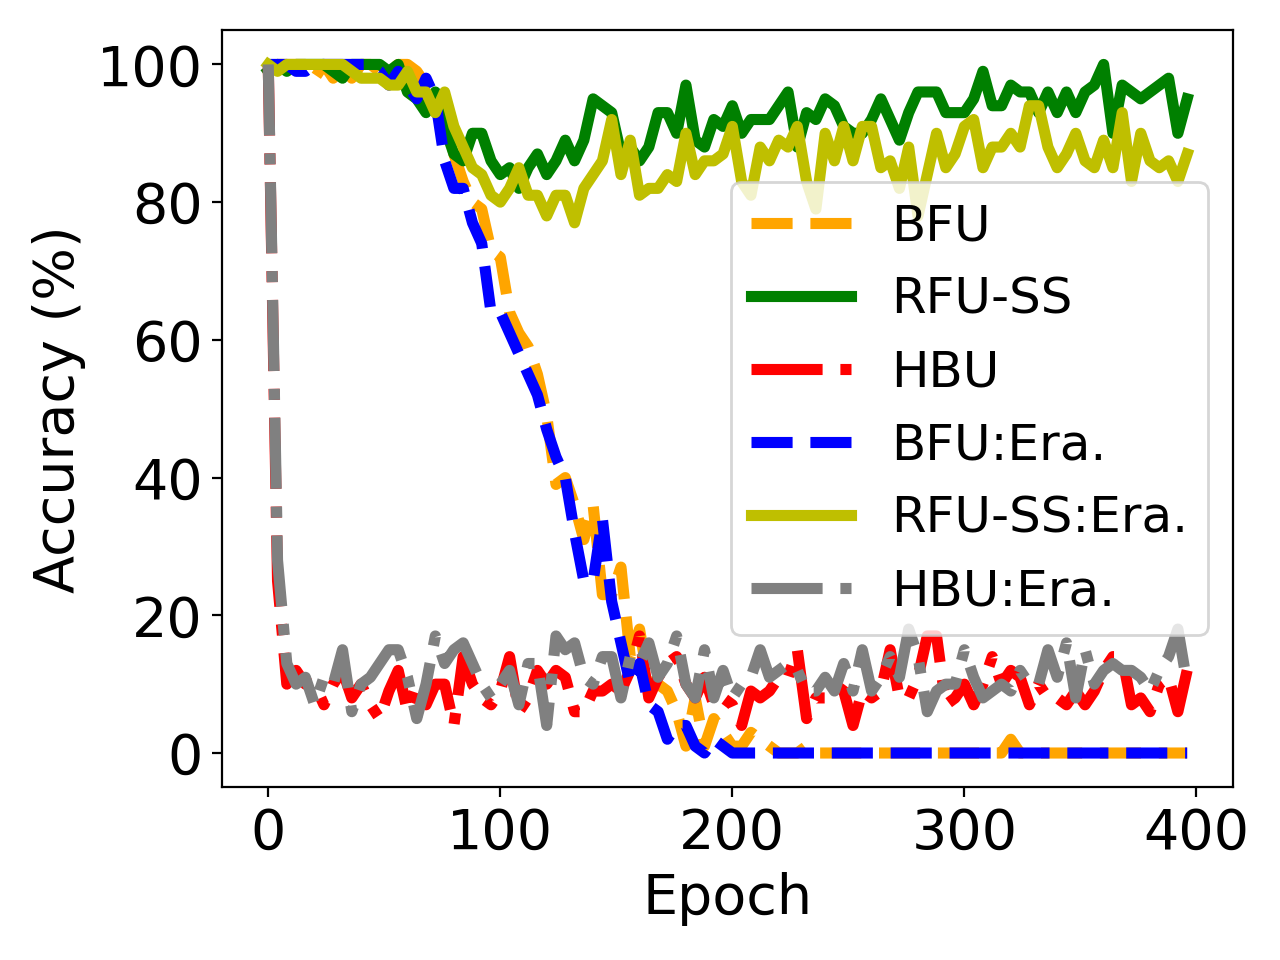 100
80
60
40
20
0
Accuracy (%)
BFU
RFU-SS
HBU
BFU:Era.
RFU-SS:Era.
HBU:Era.
0 100 200 300 400
Epoch